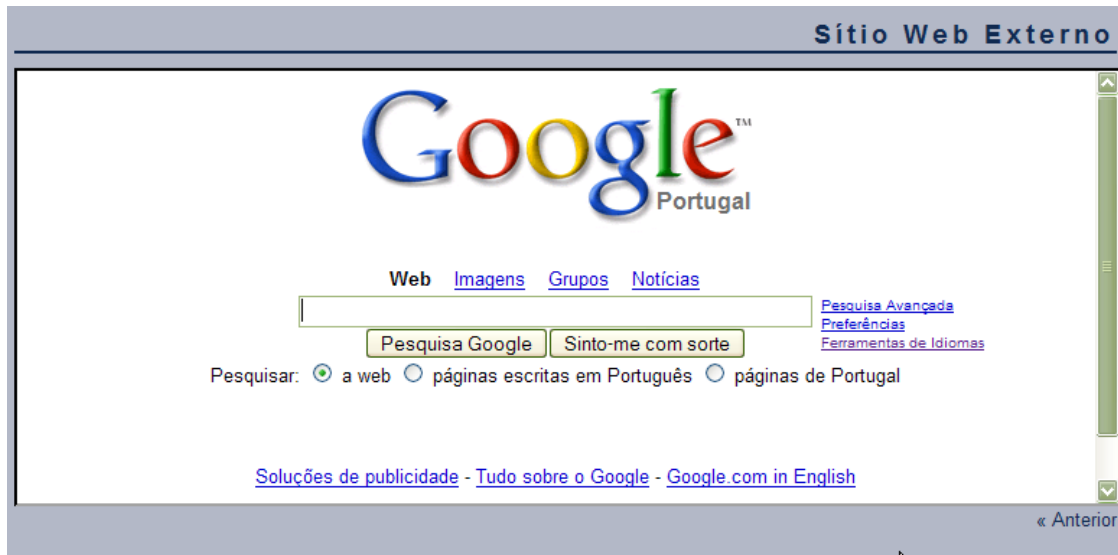 Sítio Web Externo
Google™
Portugal
Web Imagens Grupos Notícias
Pesquisa Avançada
Preferências
Ferramentas de Idiomas
Pesquisa Google Sinto-me com sorte
Pesquisar: a web páginas escritas em Português páginas de Portugal
Soluções de publicidade - Tudo sobre o Google - Google.com in English
« Anterior